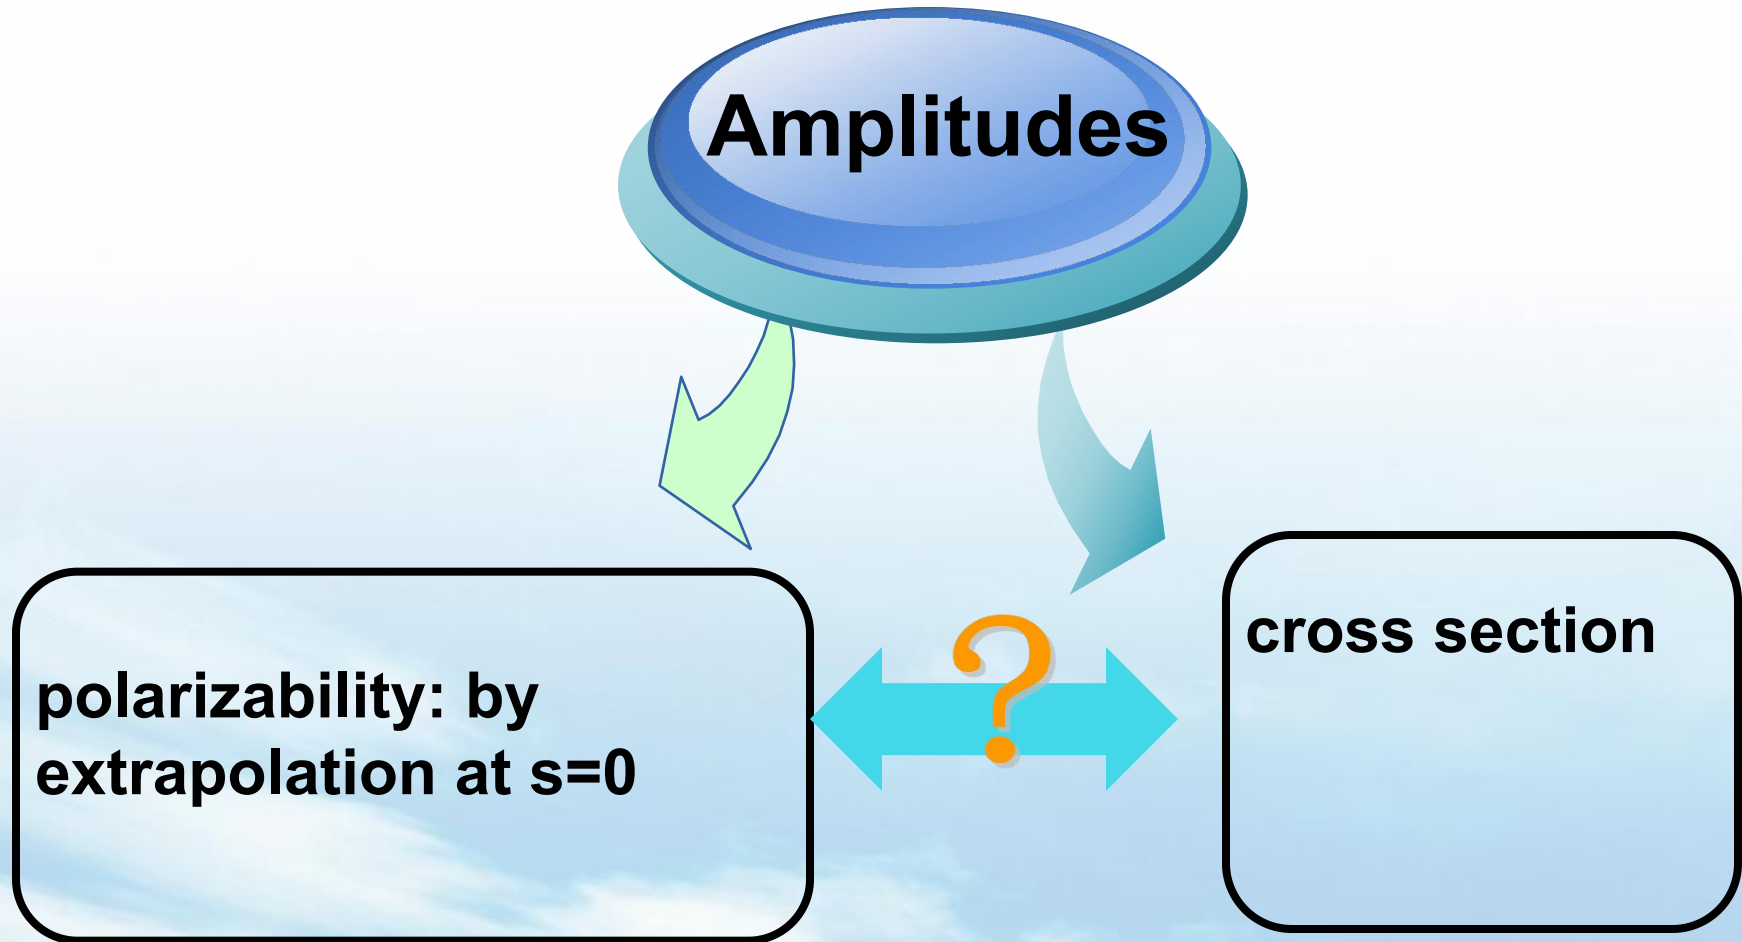 Amplitudes
polarizability: by
extrapolation at s=0
?
cross section